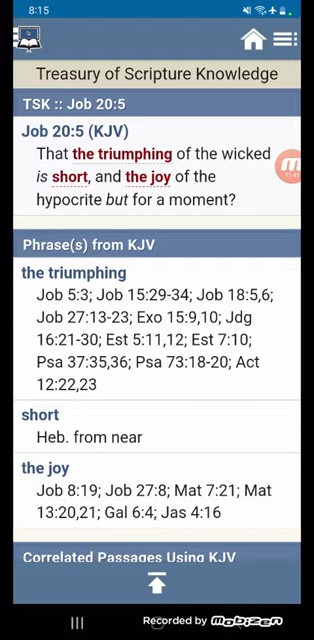 8:15
Treasury of Scripture Knowledge
TSK :: Job 20:5
Job 20:5 (KJV)
That the triumphing of the wicked
is short, and the joy of the
hypocrite but for a moment?
11:41
Phrase(s) from KJV
the triumphing
Job 5:3; Job 15:29-34; Job 18:5,6;
Job 27:13-23; Exo 15:9,10; Jdg
16:21-30; Est 5:11,12; Est 7:10;
Psa 37:35,36; Psa 73:18-20; Act
12:22,23
short
Heb. from near
the joy
Job 8:19; Job 27:8; Mat 7:21; Mat
13:20,21; Gal 6:4; Jas 4:16
Correlated Passages Using KJV
Recorded by Mobizen